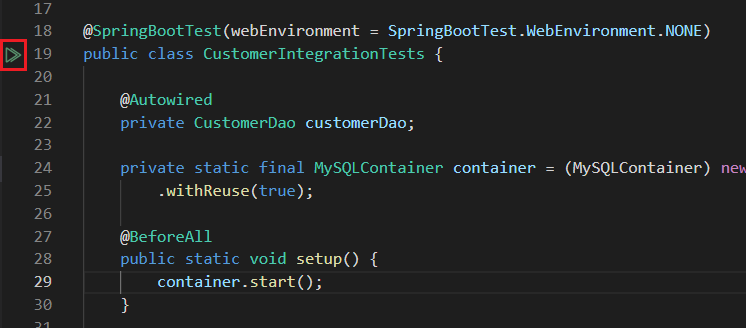 17
18 @SpringBootTest(webEnvironment = SpringBootTest.WebEnvironment.NONE)
19 public class CustomerIntegrationTests {
20
21 @Autowired
22 private CustomerDao customerDao;
23
24 private static final MySQLContainer container = (MySQLContainer) new
25 .withReuse(true);
26
27 @BeforeAll
28 public static void setup() {
29 container.start();
30 }
31